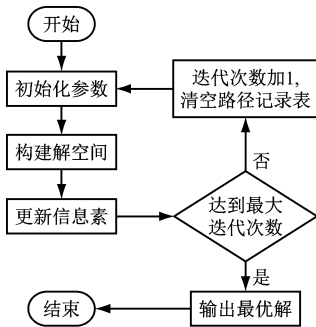 开始
初始化参数
构建解空间
更新信息素
达到最大
迭代次数
否
迭代次数加1,
清空路径记录表
是
输出最优解
结束